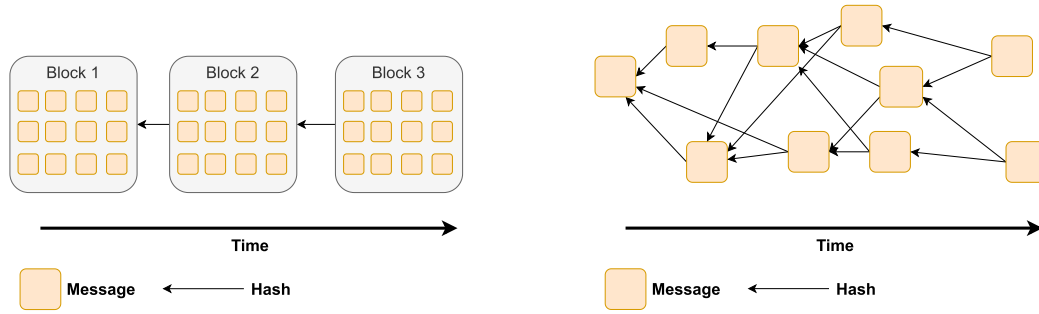 Block 1
Block 2
Block 3
Time
Message
Hash
Time
Message
Hash